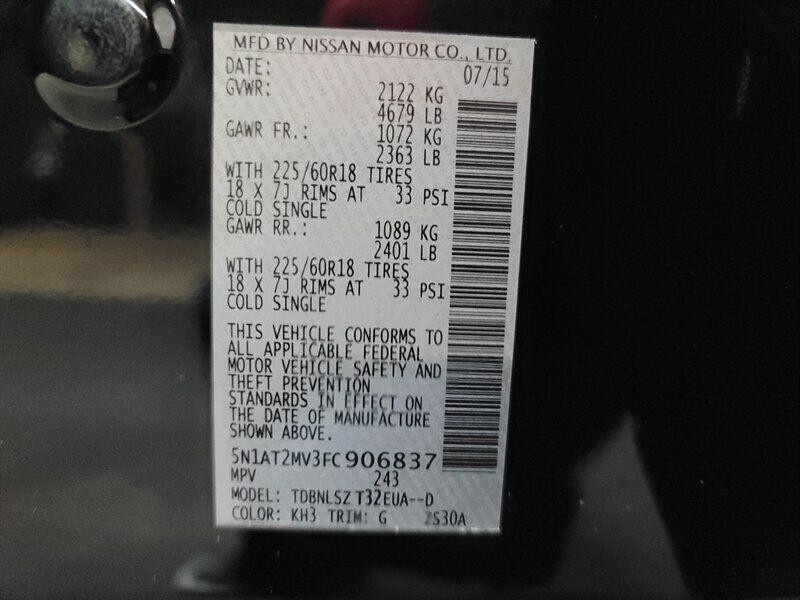 MFD BY NISSAN MOTOR CO., LTD.
DATE: 07/15
GVWR: 2122 KG
4679 LB
GAWR FR.: 1072 KG
2363 LB
WITH 225/60R18 TIRES
18 X 7J RIMS AT 33 PSI
COLD SINGLE
GAWR RR.: 1089 KG
2401 LB
WITH 225/60R18 TIRES
18 X 7J RIMS AT 33 PSI
COLD SINGLE
THIS VEHICLE CONFORMS TO
ALL APPLICABLE FEDERAL
MOTOR VEHICLE SAFETY AND
THEFT PREVENTION
STANDARDS IN EFFECT ON
THE DATE OF MANUFACTURE
SHOWN ABOVE.
5N1AT2MV3FC906837
MPV 243
MODEL: TDBNLSZ T32EUA--D
COLOR: KH3 TRIM: G ZS30A